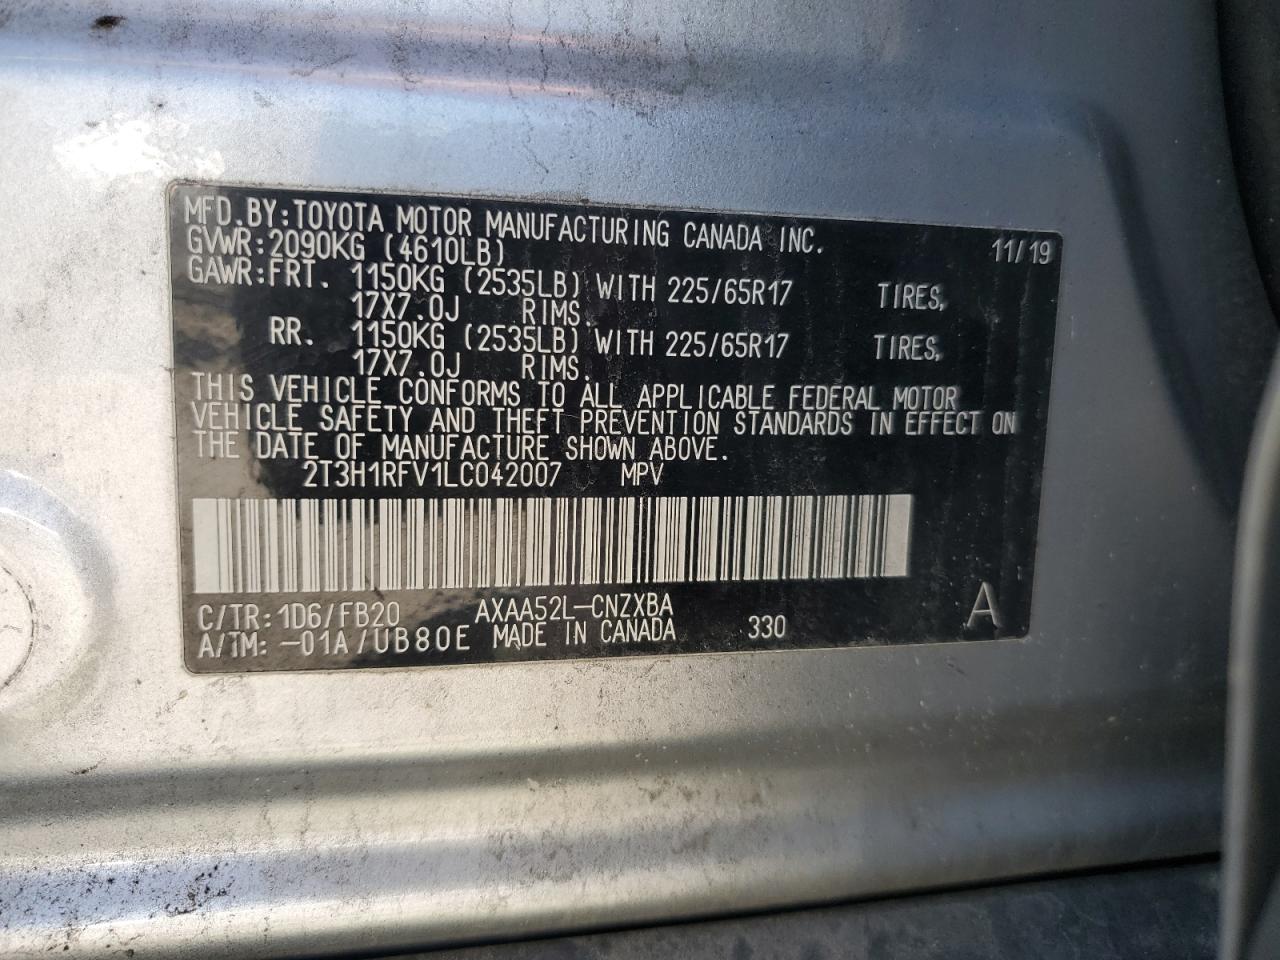 MFD.BY:TOYOTA MOTOR MANUFACTURING CANADA INC.
GVWR:2090KG (4610LB) 11/19
GAWR:FRT. 1150KG (2535LB) WITH 225/65R17 TIRES,
17X7.0J RIMS.
RR. 1150KG (2535LB) WITH 225/65R17 TIRES,
17X7.0J RIMS.
THIS VEHICLE CONFORMS TO ALL APPLICABLE FEDERAL MOTOR
VEHICLE SAFETY AND THEFT PREVENTION STANDARDS IN EFFECT ON
THE DATE OF MANUFACTURE SHOWN ABOVE.
2T3H1RFV1LC042007 MPV
C/TR:1D6/FB20 AXAA52L-CNZXBA A
A/TM:-01A/UB80E MADE IN CANADA 330